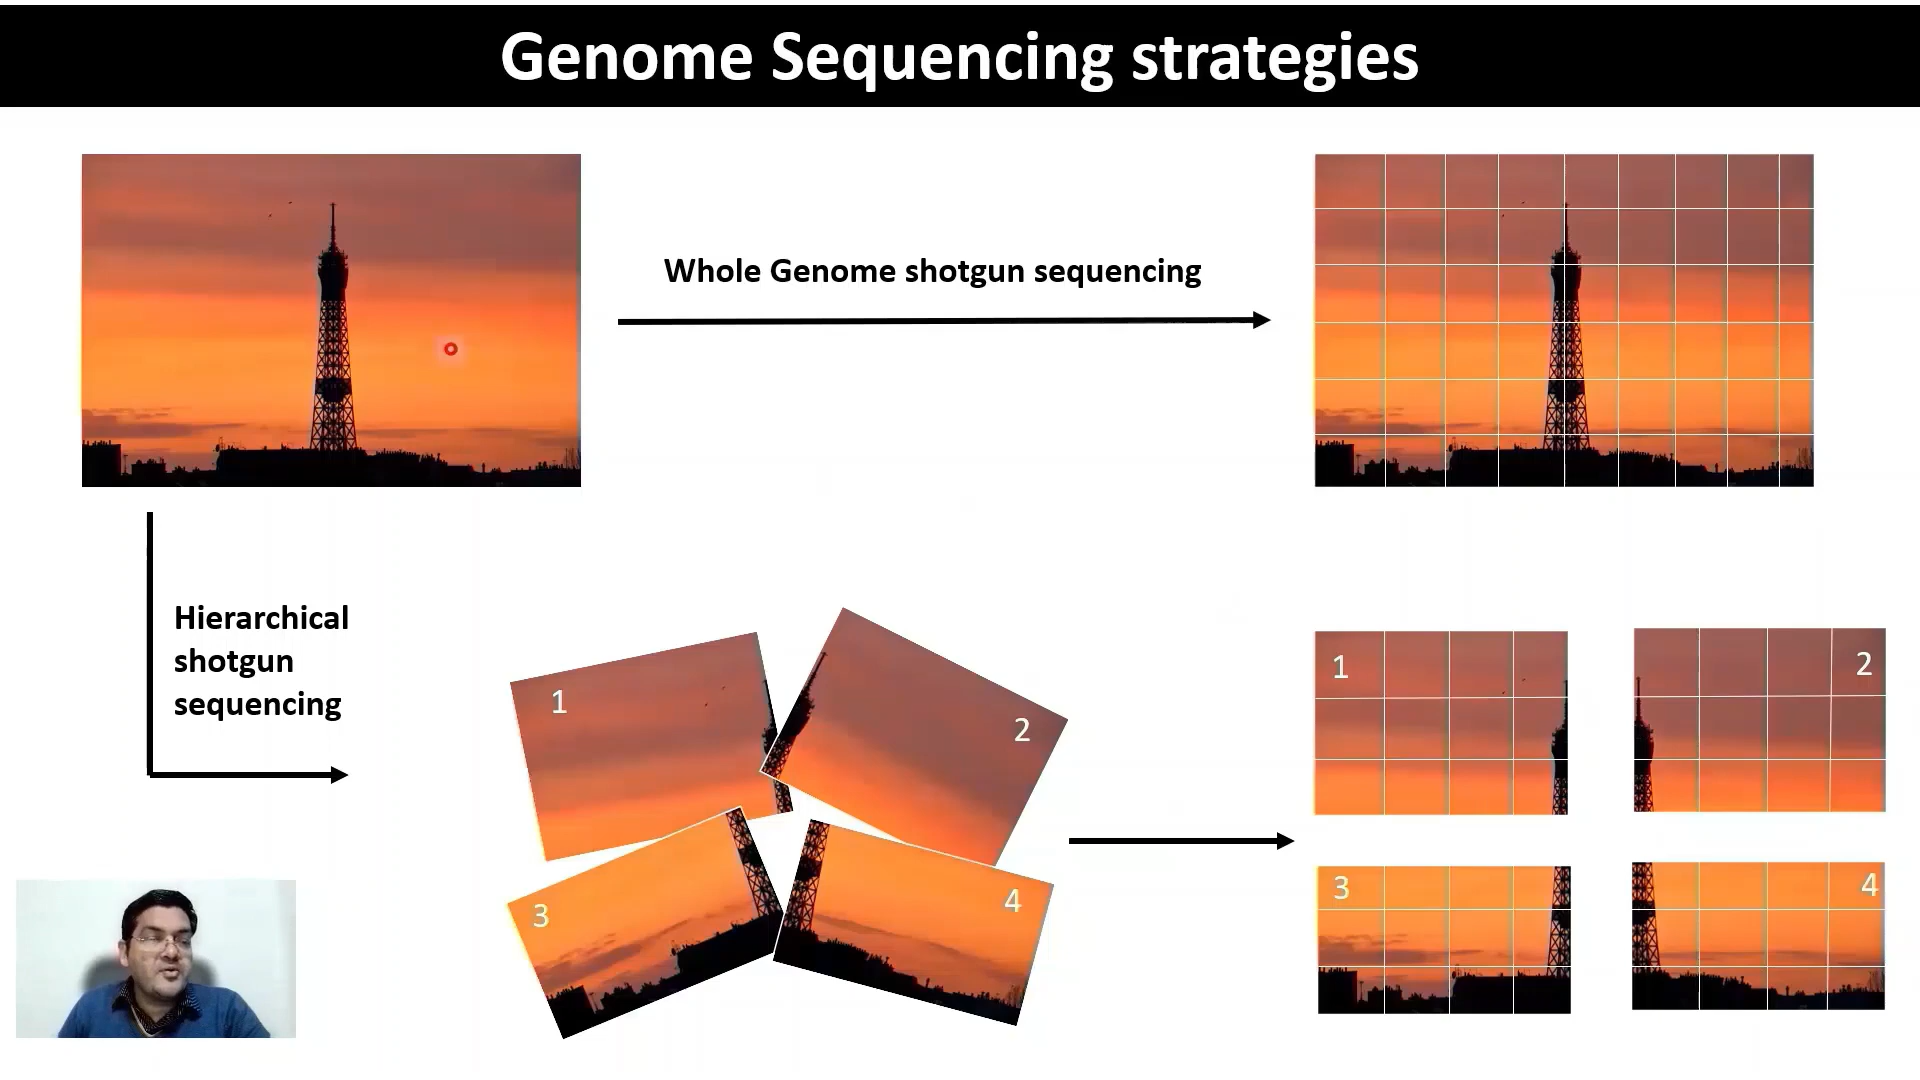 Genome Sequencing strategies
Whole Genome shotgun sequencing
Hierarchical
shotgun
sequencing
1
2
3
4
1
2
3
4